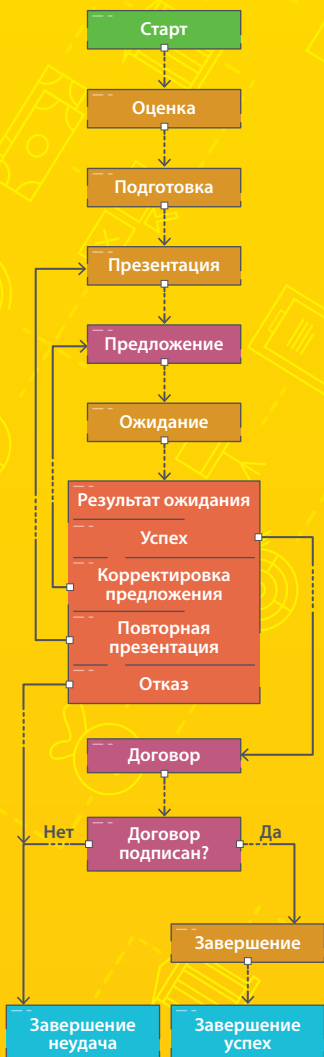 Старт
Оценка
Подготовка
Презентация
Предложение
Ожидание
Результат ожидания
Успех
Корректировка
предложения
Повторная
презентация
Отказ
Договор
Нет
Договор
подписан?
Да
Завершение
Завершение
неудача
Завершение
успех